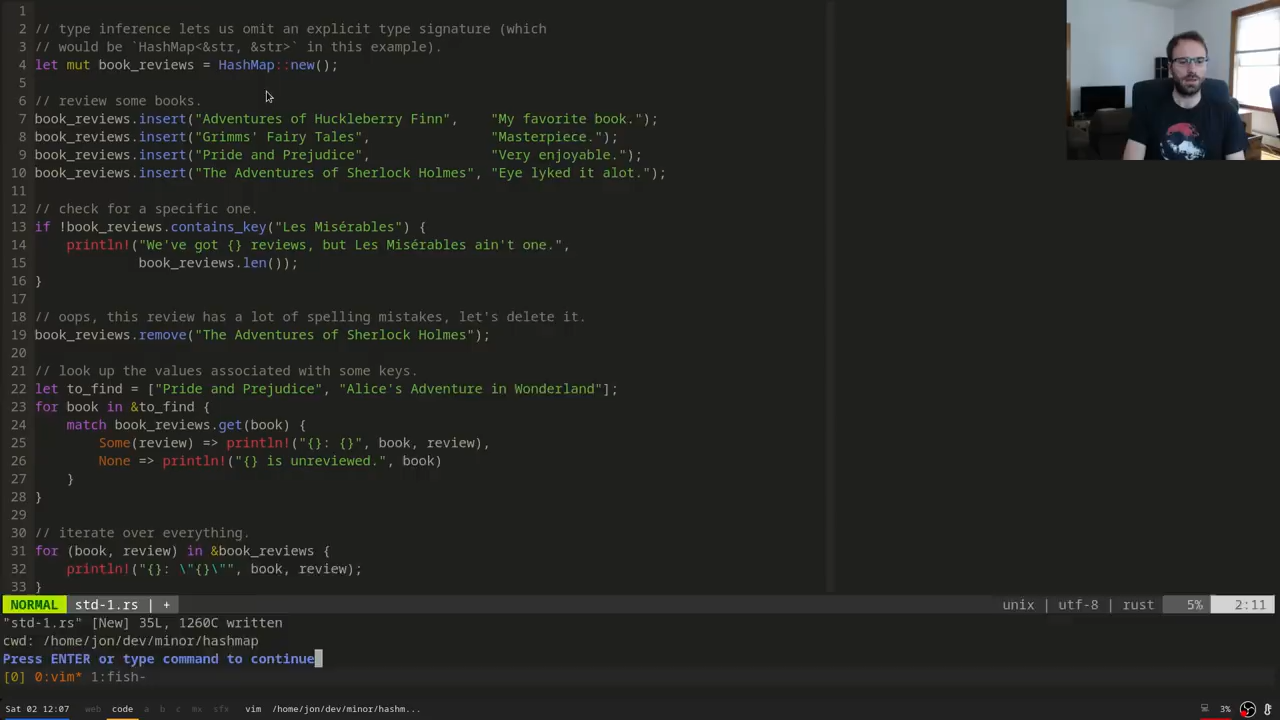 1
2 // type inference lets us omit an explicit type signature (which
3 // would be `HashMap<&str, &str>` in this example).
4 let mut book_reviews = HashMap::new();
5
6 // review some books.
7 book_reviews.insert("Adventures of Huckleberry Finn",    "My favorite book.");
8 book_reviews.insert("Grimms' Fairy Tales",               "Masterpiece.");
9 book_reviews.insert("Pride and Prejudice",               "Very enjoyable.");
10 book_reviews.insert("The Adventures of Sherlock Holmes", "Eye lyked it alot.");
11
12 // check for a specific one.
13 if !book_reviews.contains_key("Les Misérables") {
14     println!("We've got {} reviews, but Les Misérables ain't one.",
15              book_reviews.len());
16 }
17
18 // oops, this review has a lot of spelling mistakes, let's delete it.
19 book_reviews.remove("The Adventures of Sherlock Holmes");
20
21 // look up the values associated with some keys.
22 let to_find = ["Pride and Prejudice", "Alice's Adventure in Wonderland"];
23 for book in &to_find {
24     match book_reviews.get(book) {
25         Some(review) => println!("{}: {}", book, review),
26         None => println!("{} is unreviewed.", book)
27     }
28 }
29
30 // iterate over everything.
31 for (book, review) in &book_reviews {
32     println!("{}: \"{}\"", book, review);
33 }
NORMAL std-1.rs | + unix | utf-8 | rust 5% 2:11
"std-1.rs" [New] 35L, 1260C written
cwd: /home/jon/dev/minor/hashmap
Press ENTER or type command to continue
[0] 0:vim* 1:fish-
Sat 02 12:07 web code a b c mx sfx vim /home/jon/dev/minor/hashm... 3%